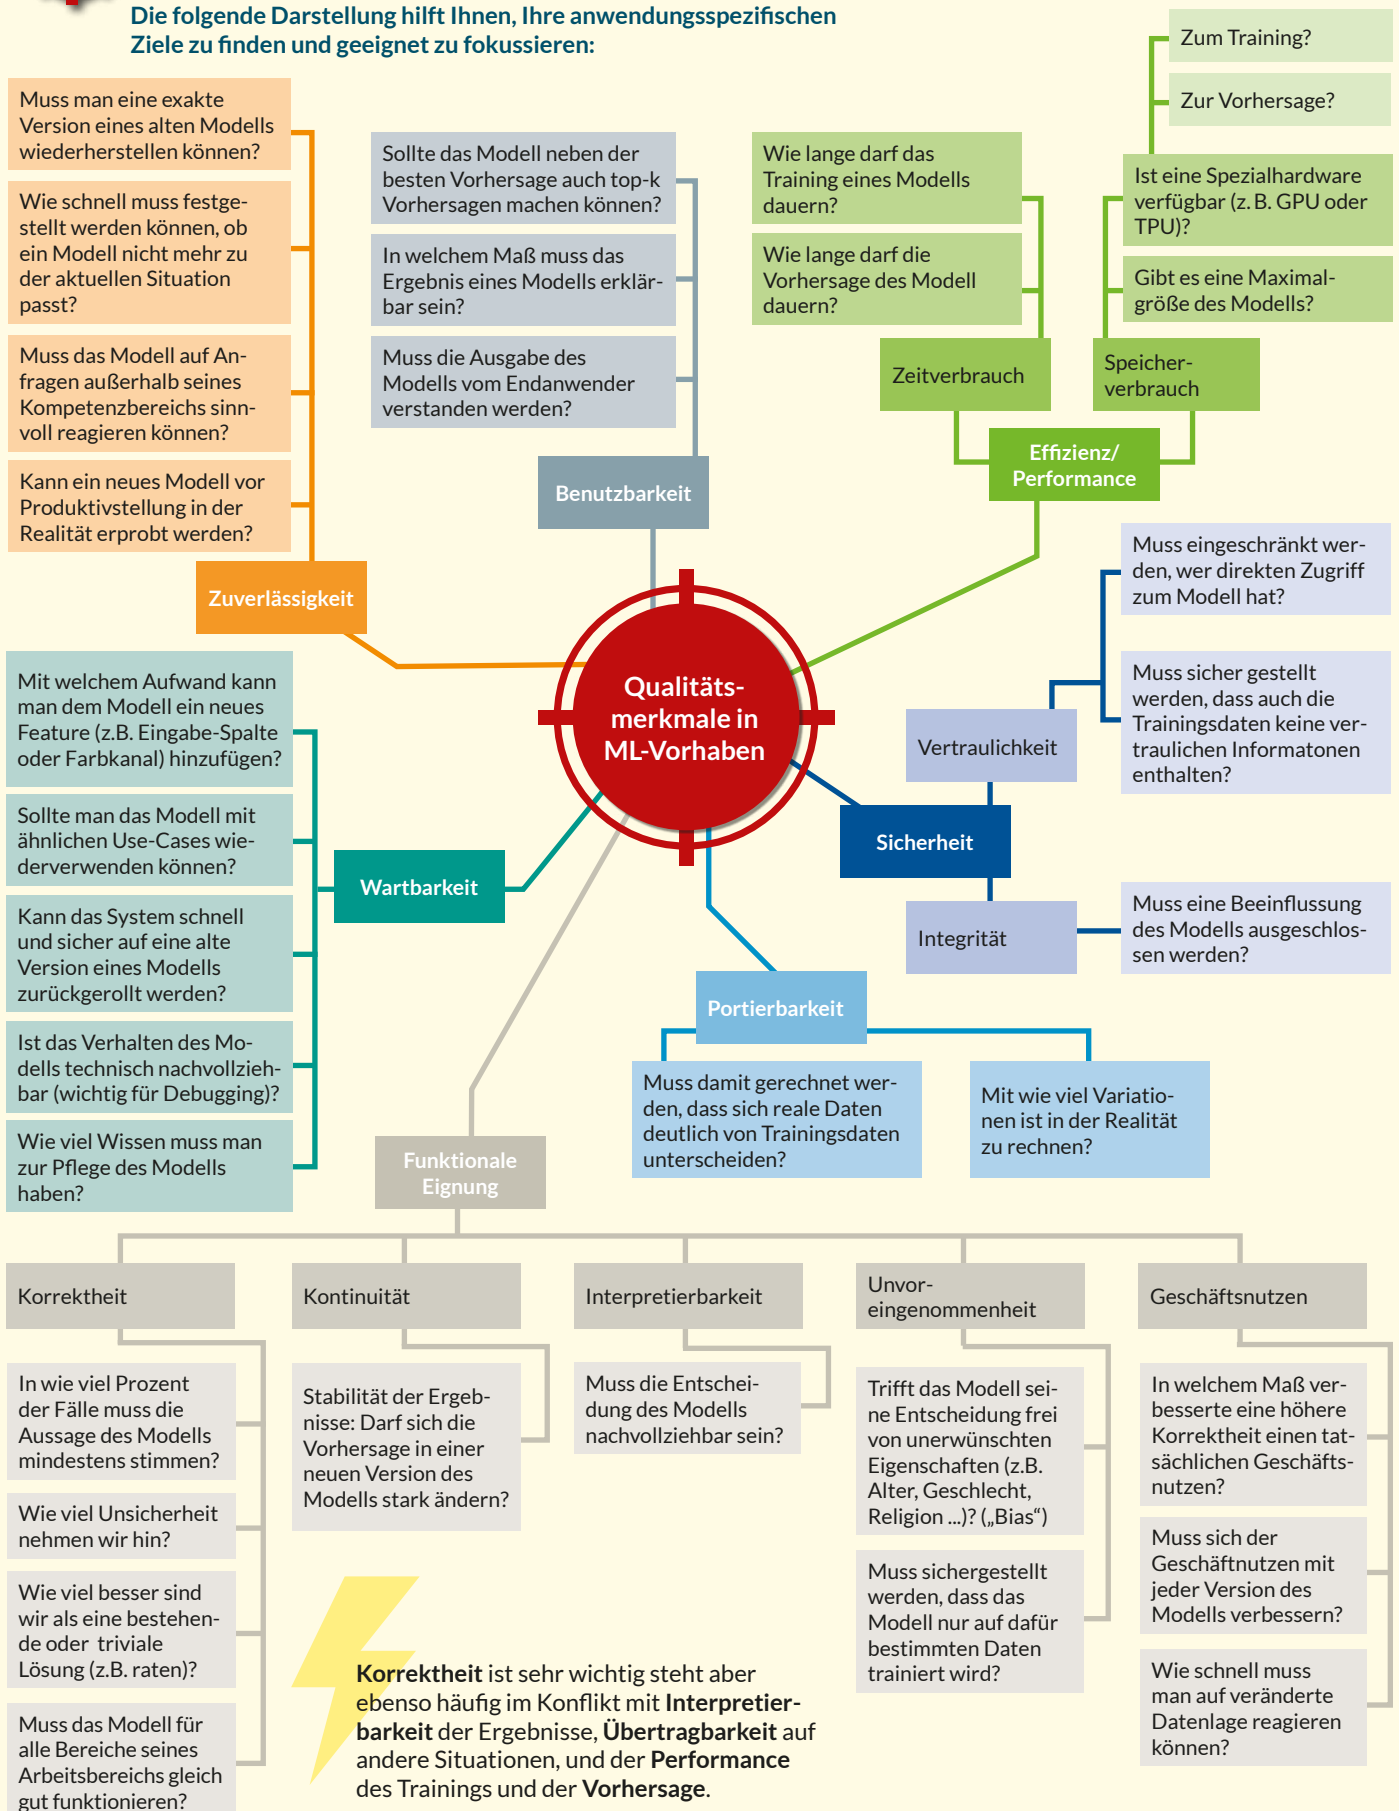 Die folgende Darstellung hilft Ihnen, Ihre anwendungsspezifischen
Ziele zu finden und geeignet zu fokussieren:
Muss man eine exakte
Version eines alten Modells
wiederherstellen können?
Wie schnell muss festge-
stellt werden können, ob
ein Modell nicht mehr zu
der aktuellen Situation
passt?
Muss das Modell auf An-
fragen außerhalb seines
Kompetenzbereichs sinn-
voll reagieren können?
Kann ein neues Modell vor
Produktivstellung in der
Realität erprobt werden?
Zuverlässigkeit
Sollte das Modell neben der
besten Vorhersage auch top-k
Vorhersagen machen können?
In welchem Maß muss das
Ergebnis eines Modells erklär-
bar sein?
Muss die Ausgabe des
Modells vom Endanwender
verstanden werden?
Benutzbarkeit
Zum Training?
Zur Vorhersage?
Wie lange darf das
Training eines Modells
dauern?
Wie lange darf die
Vorhersage des Modell
dauern?
Ist eine Spezialhardware
verfügbar (z. B. GPU oder
TPU)?
Gibt es eine Maximal-
größe des Modells?
Zeitverbrauch
Speicher-
verbrauch
Effizienz/
Performance
Qualitäts-
merkmale in
ML-Vorhaben
Muss eingeschränkt wer-
den, wer direkten Zugriff
zum Modell hat?
Muss sicher gestellt
werden, dass auch die
Trainingsdaten keine ver-
traulichen Informatonen
enthalten?
Vertraulichkeit
Sicherheit
Integrität
Muss eine Beeinflussung
des Modells ausgeschlos-
sen werden?
Mit welchem Aufwand kann
man dem Modell ein neues
Feature (z.B. Eingabe-Spalte
oder Farbkanal) hinzufügen?
Sollte man das Modell mit
ähnlichen Use-Cases wie-
derverwenden können?
Kann das System schnell
und sicher auf eine alte
Version eines Modells
zurückgerollt werden?
Ist das Verhalten des Mo-
dells technisch nachvollzieh-
bar (wichtig für Debugging)?
Wie viel Wissen muss man
zur Pflege des Modells
haben?
Wartbarkeit
Portierbarkeit
Muss damit gerechnet wer-
den, dass sich reale Daten
deutlich von Trainingsdaten
unterscheiden?
Mit wie viel Variatio-
nen ist in der Realität
zu rechnen?
Funktionale
Eignung
Korrektheit
In wie viel Prozent
der Fälle muss die
Aussage des Modells
mindestens stimmen?
Wie viel Unsicherheit
nehmen wir hin?
Wie viel besser sind
wir als eine bestehen-
de oder triviale
Lösung (z.B. raten)?
Muss das Modell für
alle Bereiche seines
Arbeitsbereichs gleich
gut funktionieren?
Kontinuität
Stabilität der Ergeb-
nisse: Darf sich die
Vorhersage in einer
neuen Version des
Modells stark ändern?
Interpretierbarkeit
Muss die Entschei-
dung des Modells
nachvollziehbar sein?
Unvor-
eingenommenheit
Trifft das Modell sei-
ne Entscheidung frei
von unerwünschten
Eigenschaften (z.B.
Alter, Geschlecht,
Religion ...)? („Bias“)
Muss sichergestellt
werden, dass das
Modell nur auf dafür
bestimmten Daten
trainiert wird?
Geschäftsnutzen
In welchem Maß ver-
besserte eine höhere
Korrektheit einen tat-
sächlichen Geschäfts-
nutzen?
Muss sich der
Geschäftnutzen mit
jeder Version des
Modells verbessern?
Wie schnell muss
man auf veränderte
Datenlage reagieren
können?
Korrektheit ist sehr wichtig steht aber
ebenso häufig im Konflikt mit Interpretier-
barkeit der Ergebnisse, Übertragbarkeit auf
andere Situationen, und der Performance
des Trainings und der Vorhersage.